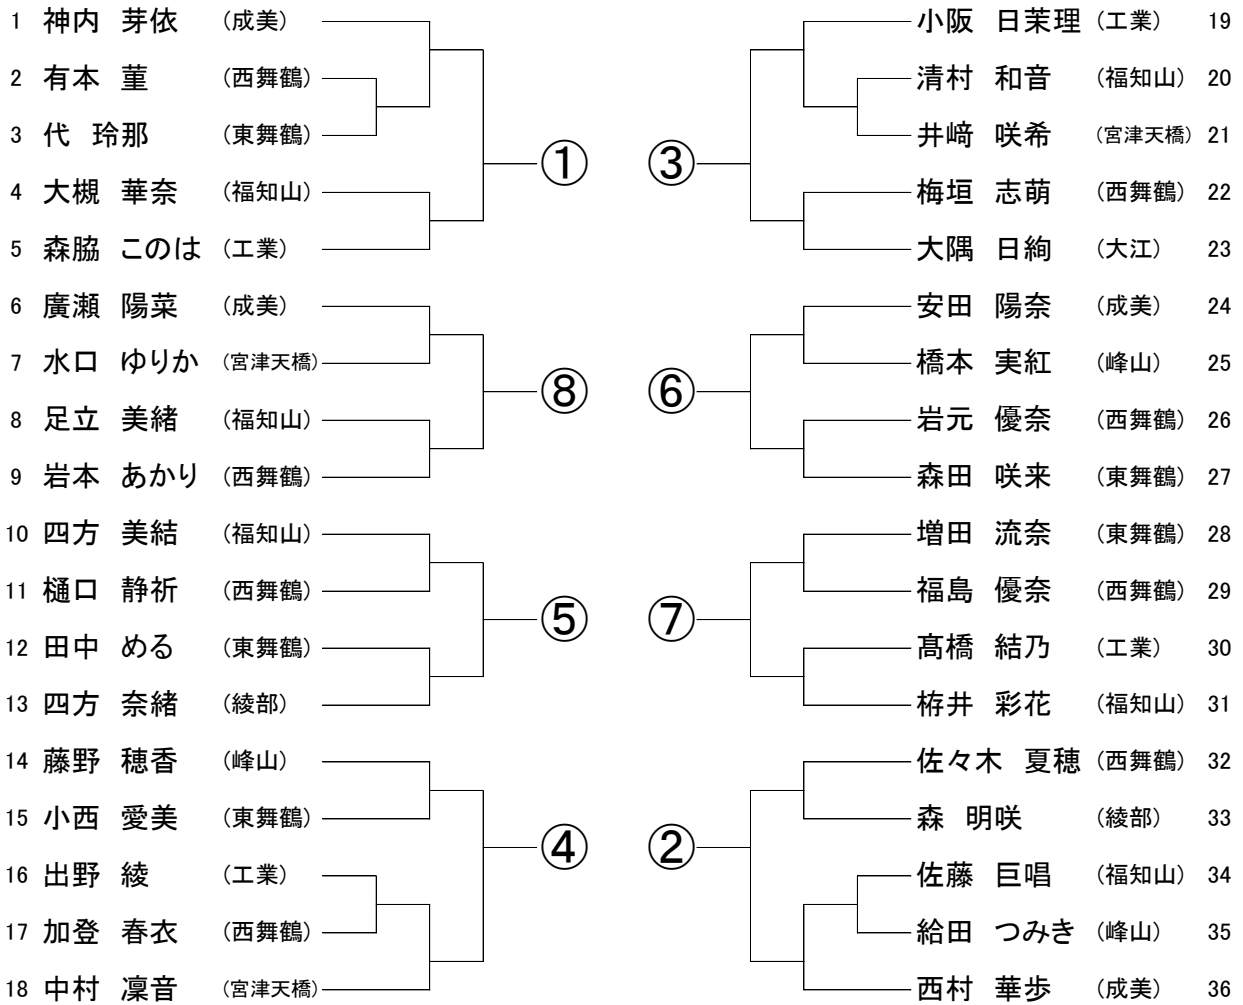 1 神内 芽依 (成美)
2 有本 菫 (西舞鶴)
3 代 玲那 (東舞鶴)
①
4 大槻 華奈 (福知山)
5 森脇 このは (工業)
6 廣瀬 陽菜 (成美)
7 水口 ゆりか (宮津天橋)
⑧
8 足立 美緒 (福知山)
9 岩本 あかり (西舞鶴)
10 四方 美結 (福知山)
11 樋口 静祈 (西舞鶴)
⑤
12 田中 める (東舞鶴)
13 四方 奈緒 (綾部)
14 藤野 穂香 (峰山)
15 小西 愛美 (東舞鶴)
④
16 出野 綾 (工業)
17 加登 春衣 (西舞鶴)
18 中村 凜音 (宮津天橋)
小阪 日茉理 (工業) 19
清村 和音 (福知山) 20
井﨑 咲希 (宮津天橋) 21
③
梅垣 志萌 (西舞鶴) 22
大隅 日絢 (大江) 23
安田 陽奈 (成美) 24
橋本 実紅 (峰山) 25
⑥
岩元 優奈 (西舞鶴) 26
森田 咲来 (東舞鶴) 27
増田 流奈 (東舞鶴) 28
福島 優奈 (西舞鶴) 29
⑦
髙橋 結乃 (工業) 30
栫井 彩花 (福知山) 31
佐々木 夏穂 (西舞鶴) 32
森 明咲 (綾部) 33
②
佐藤 巨唱 (福知山) 34
給田 つみき (峰山) 35
西村 華歩 (成美) 36